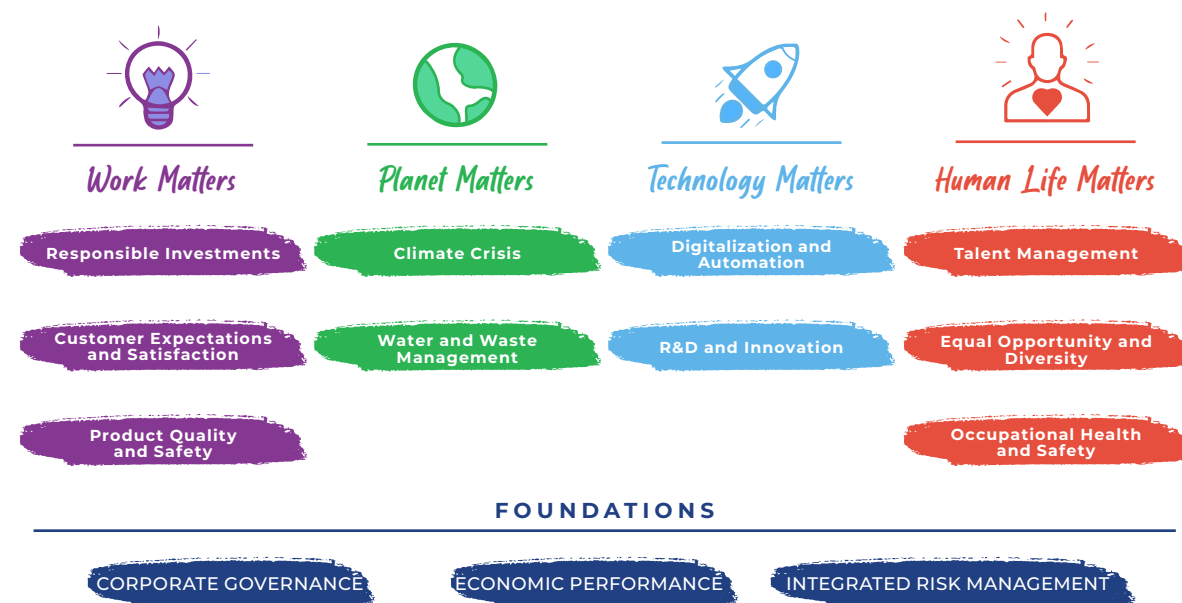 Work Matters
Planet Matters
Technology Matters
Human Life Matters
Responsible Investments
Climate Crisis
Digitalization and
Automation
Talent Management
Customer Expectations
and Satisfaction
Water and Waste
Management
R&D and Innovation
Equal Opportunity and
Diversity
Product Quality
and Safety
Occupational Health
and Safety
FOUNDATIONS
CORPORATE GOVERNANCE
ECONOMIC PERFORMANCE
INTEGRATED RISK MANAGEMENT